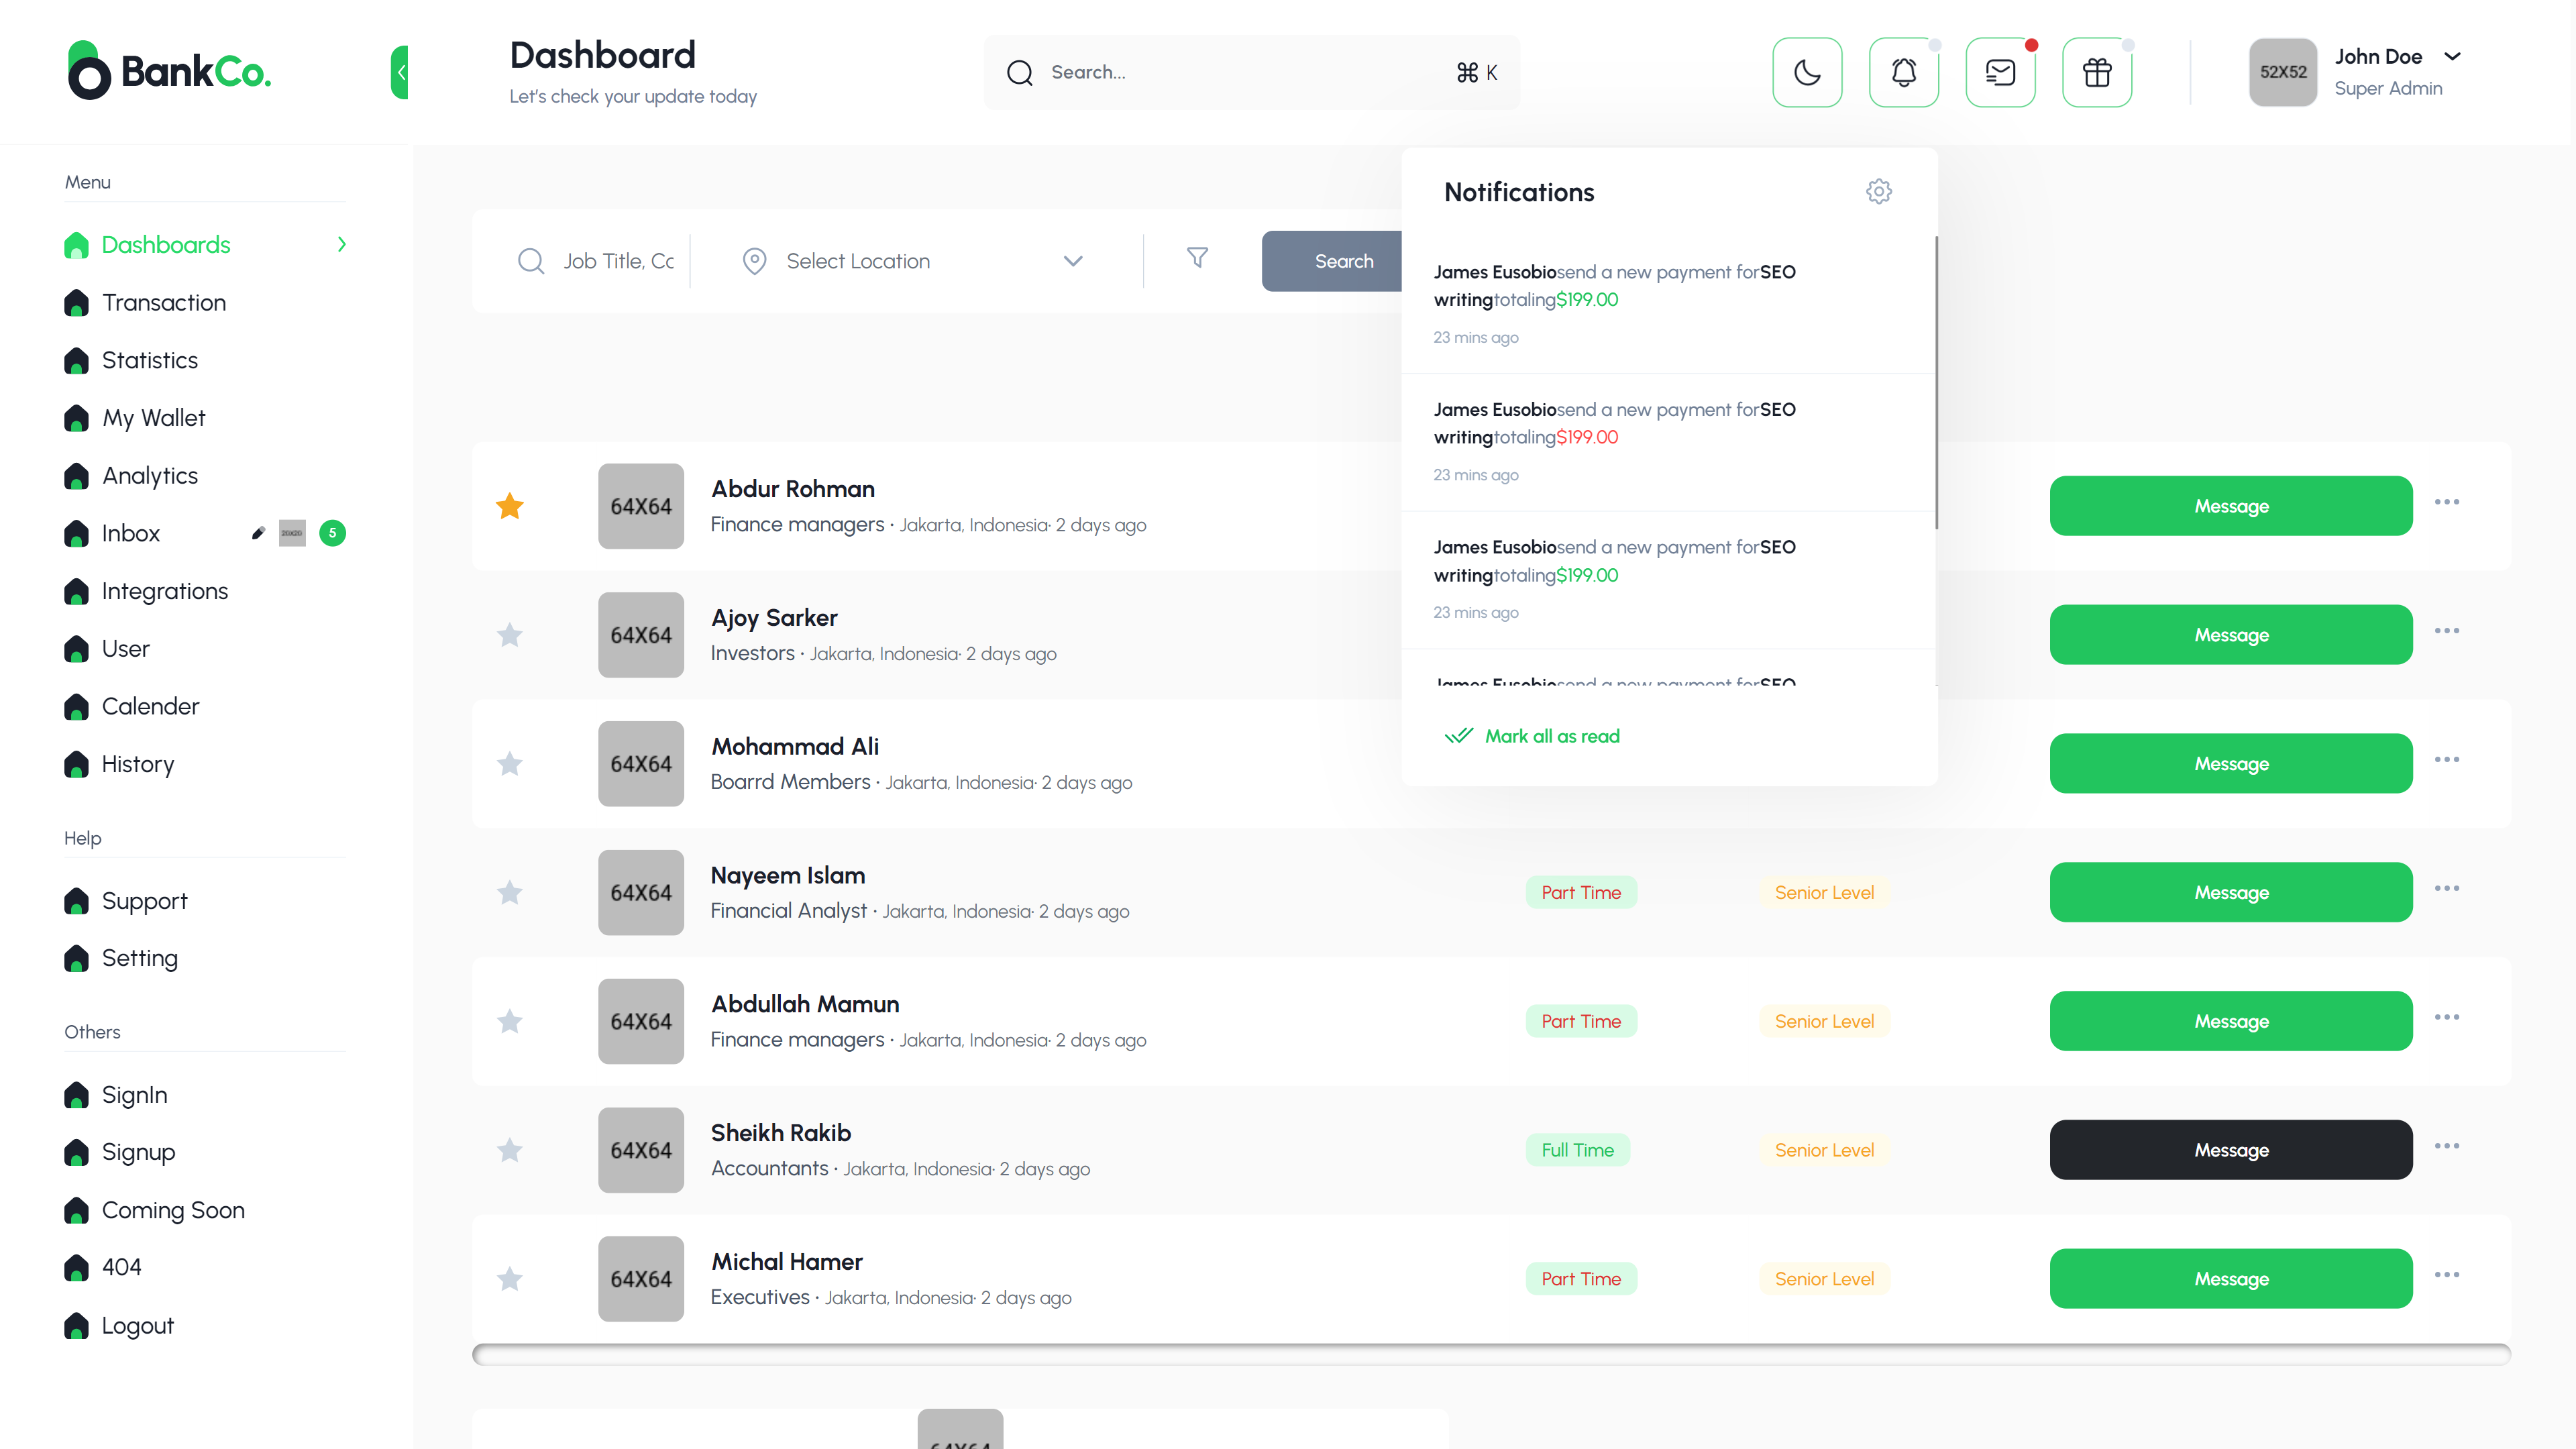 BankCo.
Dashboard
Let's check your update today
Search...
⌘ K
John Doe
52X52
Super Admin
Menu
Dashboards
Transaction
Statistics
My Wallet
Analytics
Inbox
5
Integrations
User
Calender
History
Help
Support
Setting
Others
SignIn
Signup
Coming Soon
404
Logout
Job Title, Co
Select Location
Search
Notifications
James Eusobiosend a new payment forSEO
writingtotaling$199.00
23 mins ago
James Eusobiosend a new payment forSEO
writingtotaling$199.00
23 mins ago
James Eusobiosend a new payment forSEO
writingtotaling$199.00
23 mins ago
James Eusobiosend a new payment forSEO
Mark all as read
64X64
Abdur Rohman
Finance managers · Jakarta, Indonesia· 2 days ago
Message
64X64
Ajoy Sarker
Investors · Jakarta, Indonesia· 2 days ago
Message
64X64
Mohammad Ali
Boarrd Members · Jakarta, Indonesia· 2 days ago
Message
64X64
Nayeem Islam
Financial Analyst · Jakarta, Indonesia· 2 days ago
Part Time
Senior Level
Message
64X64
Abdullah Mamun
Finance managers · Jakarta, Indonesia· 2 days ago
Part Time
Senior Level
Message
64X64
Sheikh Rakib
Accountants · Jakarta, Indonesia· 2 days ago
Full Time
Senior Level
Message
64X64
Michal Hamer
Executives · Jakarta, Indonesia· 2 days ago
Part Time
Senior Level
Message
64X64